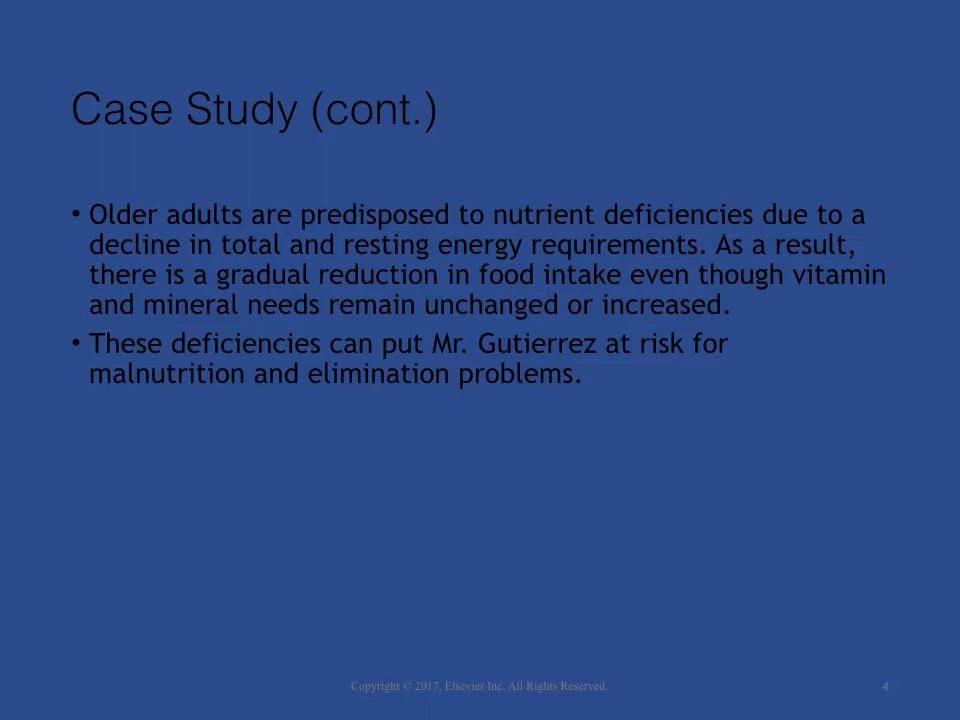 Case Study (cont.)
• Older adults are predisposed to nutrient deficiencies due to a
decline in total and resting energy requirements. As a result,
there is a gradual reduction in food intake even though vitamin
and mineral needs remain unchanged or increased.
• These deficiencies can put Mr. Gutierrez at risk for
malnutrition and elimination problems.
Copyright © 2017, Elsevier Inc. All Rights Reserved.
4